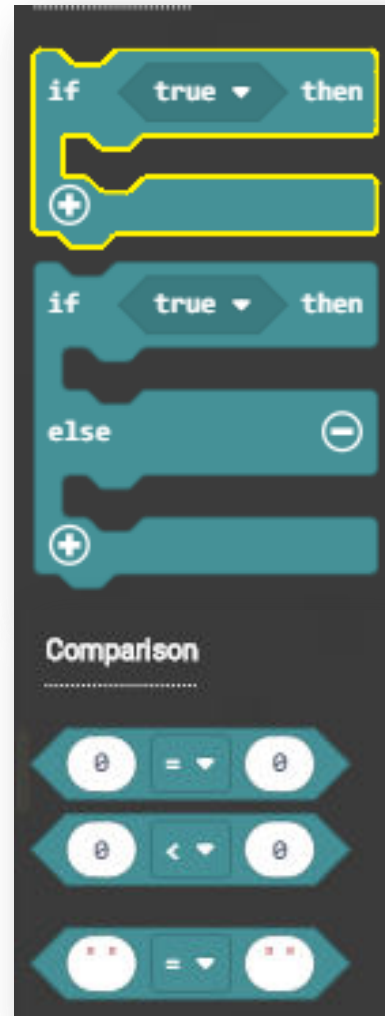 if true then
if true then
else
Comparison
0 = 0
0 < 0
" " = " "